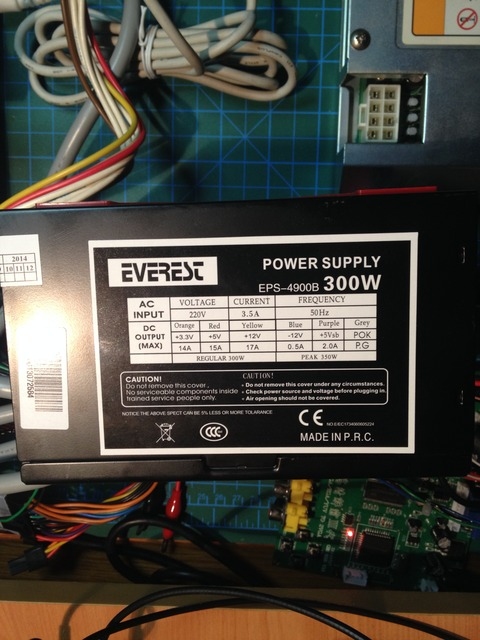 2014
9 10 11 12
EVEREST
POWER SUPPLY
EPS-4900B 300W
AC INPUT VOLTAGE CURRENT FREQUENCY
220V 3.5A 50Hz
DC OUTPUT (MAX) Orange Red Yellow Blue Purple Grey
+3.3V +5V +12V -12V +5Vsb POK
14A 15A 17A 0.5A 2.0A P.G
REGULAR 300W PEAK 350W
CAUTION!
Do not remove this cover .
No serviceable components inside
trained service people only.
CAUTION!
- Do not remove this cover under any circumstances.
- Check power source and voltage before plugging in.
- Air opening should not be covered.
NOTICE THE ABOVE SPECT CAN BE 5% LESS OR MORE TOLARANCE
CCC
CE
MADE IN P.R.C.